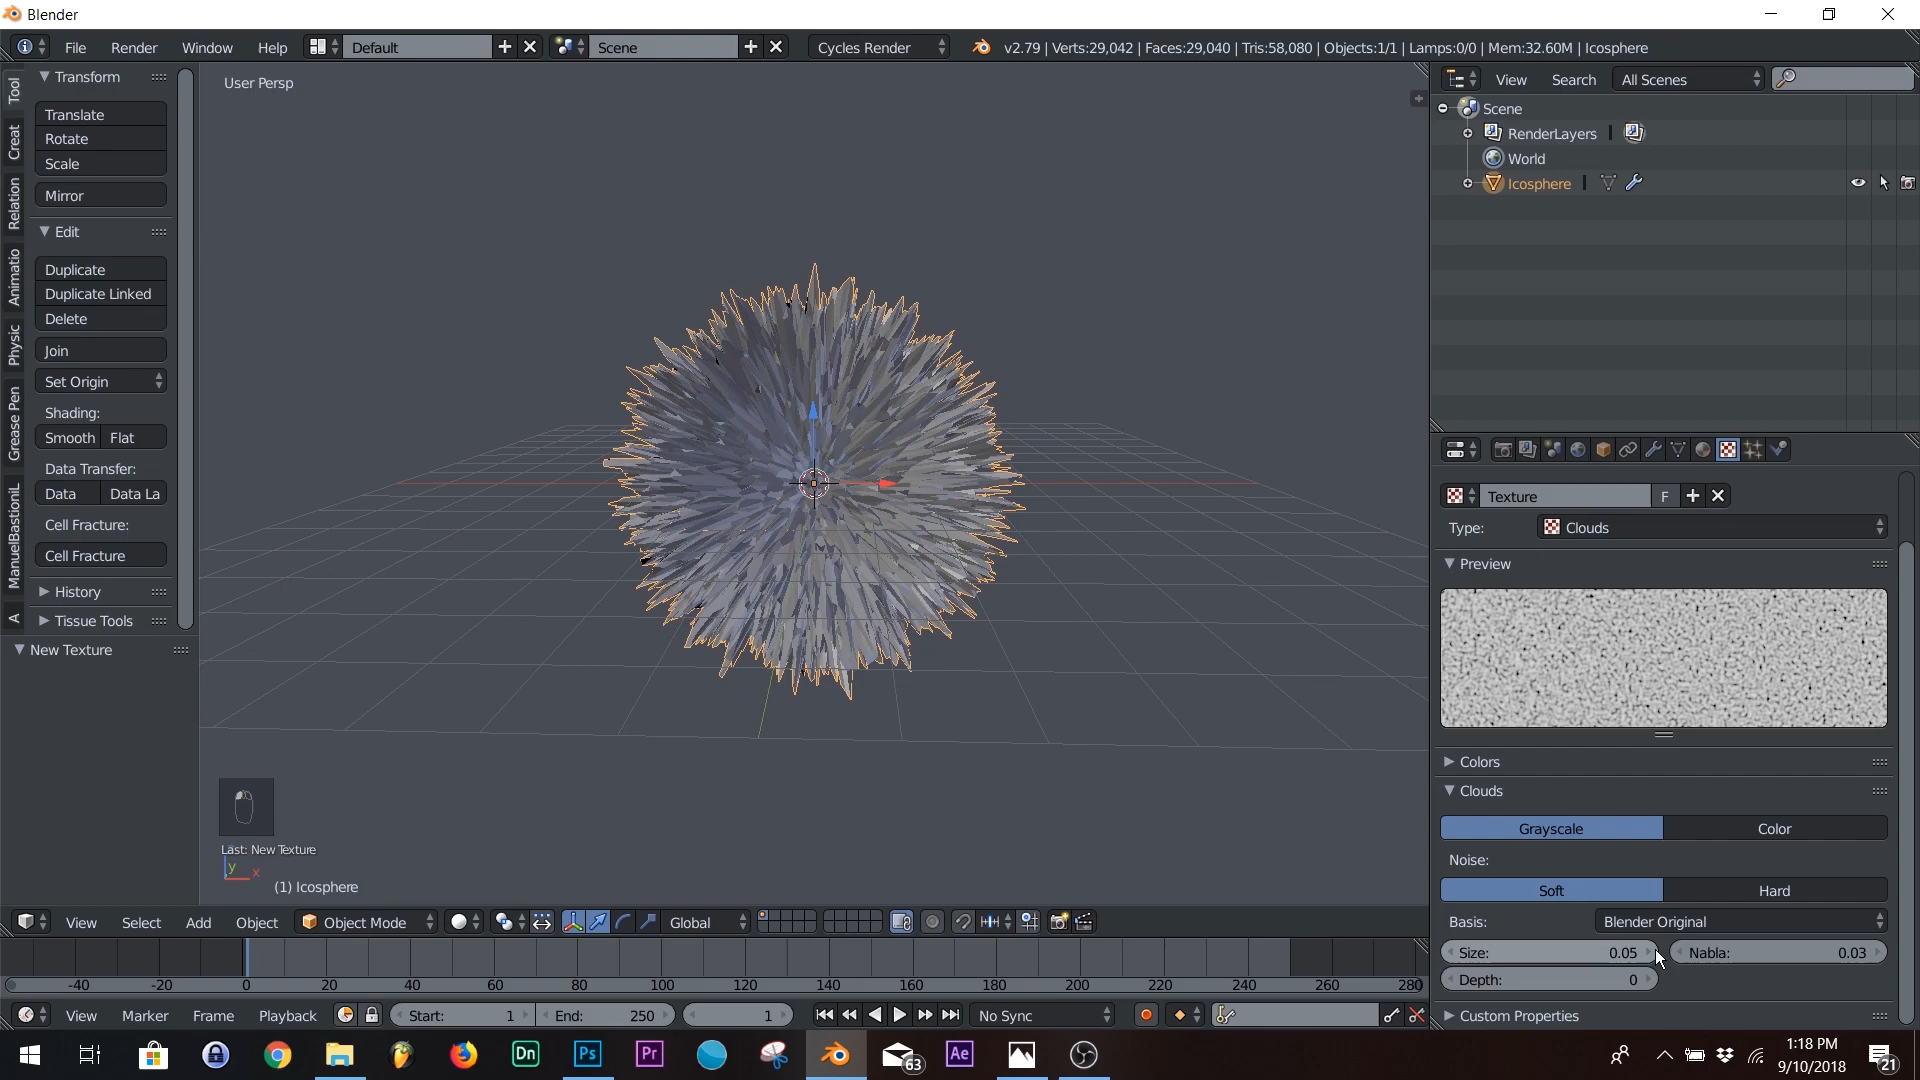 Blender
File Render Window Help Default Scene Cycles Render v2.79 | Verts:29,042 | Faces:29,040 | Tris:58,080 | Objects:1/1 | Lamps:0/0 | Mem:32.60M | Icosphere
Tool
Creat
Relation
Animatio
Physic
Grease Pen
ManuelBastioniL
A
Transform
Translate
Rotate
Scale
Mirror
Edit
Duplicate
Duplicate Linked
Delete
Join
Set Origin
Shading:
Smooth Flat
Data Transfer:
Data Data La
Cell Fracture:
Cell Fracture
History
Tissue Tools
New Texture
User Persp
Last: New Texture
y x
(1) Icosphere
View Search All Scenes
Scene
RenderLayers
World
Icosphere
Texture F
Type: Clouds
Preview
Colors
Clouds
Grayscale Color
Noise:
Soft Hard
Basis: Blender Original
Size: 0.05 Nabla: 0.03
Depth: 0
Custom Properties
View Select Add Object Object Mode Global
-40 -20 0 20 40 60 80 100 120 140 160 180 200 220 240 260 280
View Marker Frame Playback Start: 1 End: 250 1 No Sync
Dn Ps Pr 63 Ae
1:18 PM
9/10/2018
21